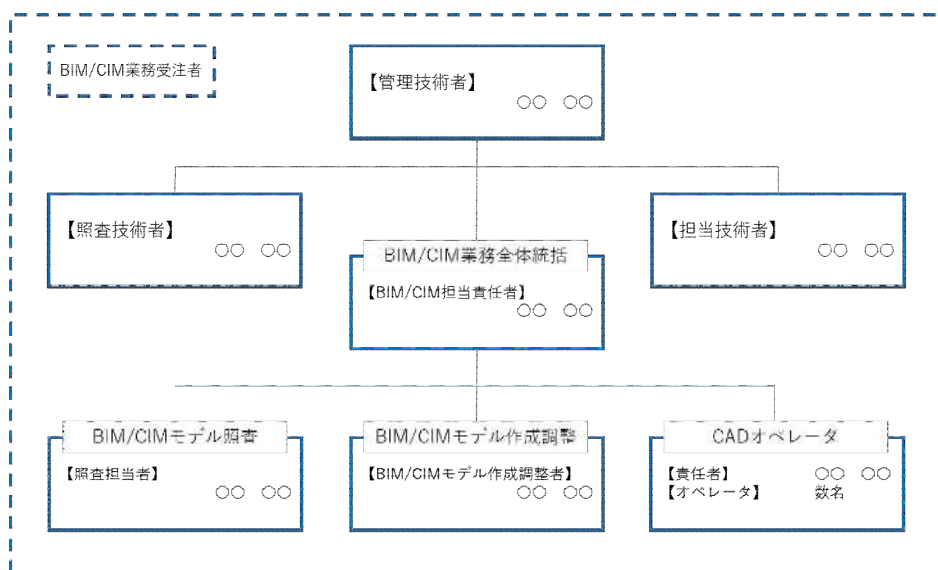 BIM/CIM業務受注者
【管理技術者】
○○ ○○
【照査技術者】
○○ ○○
【担当技術者】
○○ ○○
BIM/CIM業務全体統括
【BIM/CIM担当責任者】
○○ ○○
BIM/CIMモデル照査
【照査担当者】
○○ ○○
BIM/CIMモデル作成調整
【BIM/CIMモデル作成調整者】
○○ ○○
CADオペレータ
【責任者】 ○○ ○○
【オペレータ】 数名